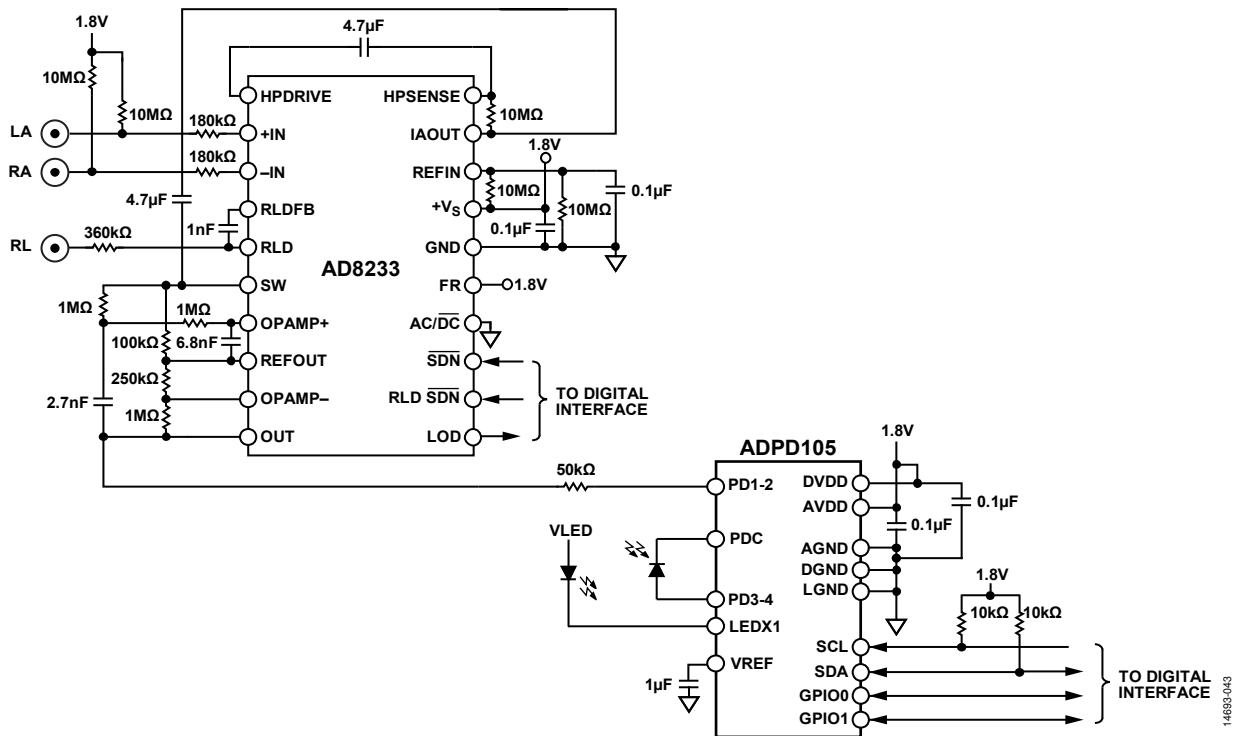 1.8V
4.7µF
10MΩ
10MΩ
LA
RA
RL
180kΩ
180kΩ
4.7µF
360kΩ
1nF
HPDRIVE
+IN
–IN
RLDFB
RLD
SW
OPAMP+
REFOUT
OPAMP–
OUT
AD8233
HPSENSE
IAOUT
REFIN
+VS
GND
FR
AC/DC
SDN
RLD SDN
LOD
10MΩ
1.8V
10MΩ
0.1µF
10MΩ
0.1µF
1.8V
1MΩ
1MΩ
100kΩ
6.8nF
250kΩ
2.7nF
1MΩ
TO DIGITAL
INTERFACE
50kΩ
ADPD105
PD1-2
PDC
PD3-4
LEDX1
VREF
VLED
1µF
DVDD
AVDD
AGND
DGND
LGND
SCL
SDA
GPIO0
GPIO1
1.8V
0.1µF
0.1µF
1.8V
10kΩ
10kΩ
TO DIGITAL
INTERFACE
14693-043